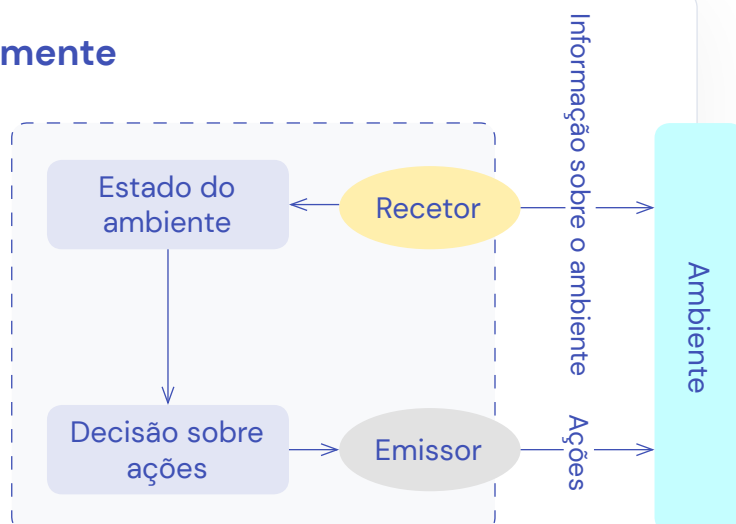 mente
Estado do
ambiente
Recetor
Informação sobre o ambiente
Ambiente
Decisão sobre
ações
Emissor
Ações